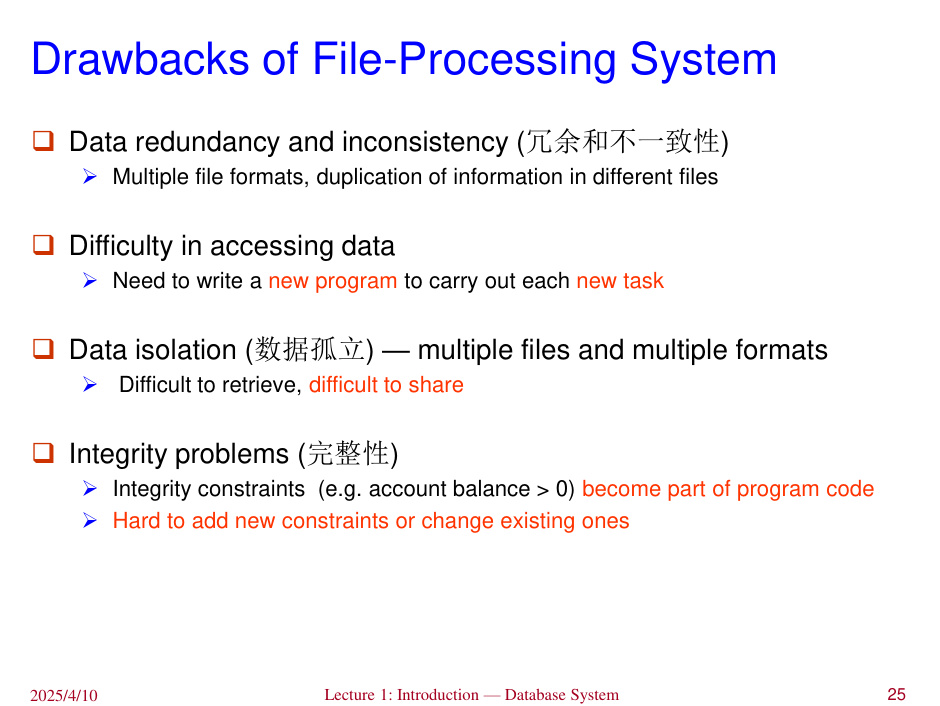 Drawbacks of File-Processing System
Data redundancy and inconsistency (冗余和不一致性)
Multiple file formats, duplication of information in different files
Difficulty in accessing data
Need to write a new program to carry out each new task
Data isolation (数据孤立) — multiple files and multiple formats
Difficult to retrieve, difficult to share
Integrity problems (完整性)
Integrity constraints (e.g. account balance > 0) become part of program code
Hard to add new constraints or change existing ones
2025/4/10
Lecture 1: Introduction — Database System
25